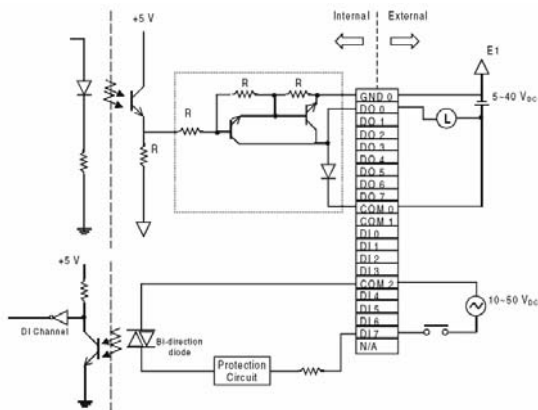 +5 V
Internal
External
E1
R
R
R
R
5~40 VDC
L
GND 0
DO 0
DO 1
DO 2
DO 3
DO 4
DO 5
DO 6
DO 7
COM 0
COM 1
DI 0
DI 1
DI 2
DI 3
COM 2
DI 4
DI 5
DI 6
DI 7
N/A
10~50 VDC
+5 V
DI Channel
Bi-direction
diode
Protection
Circuit